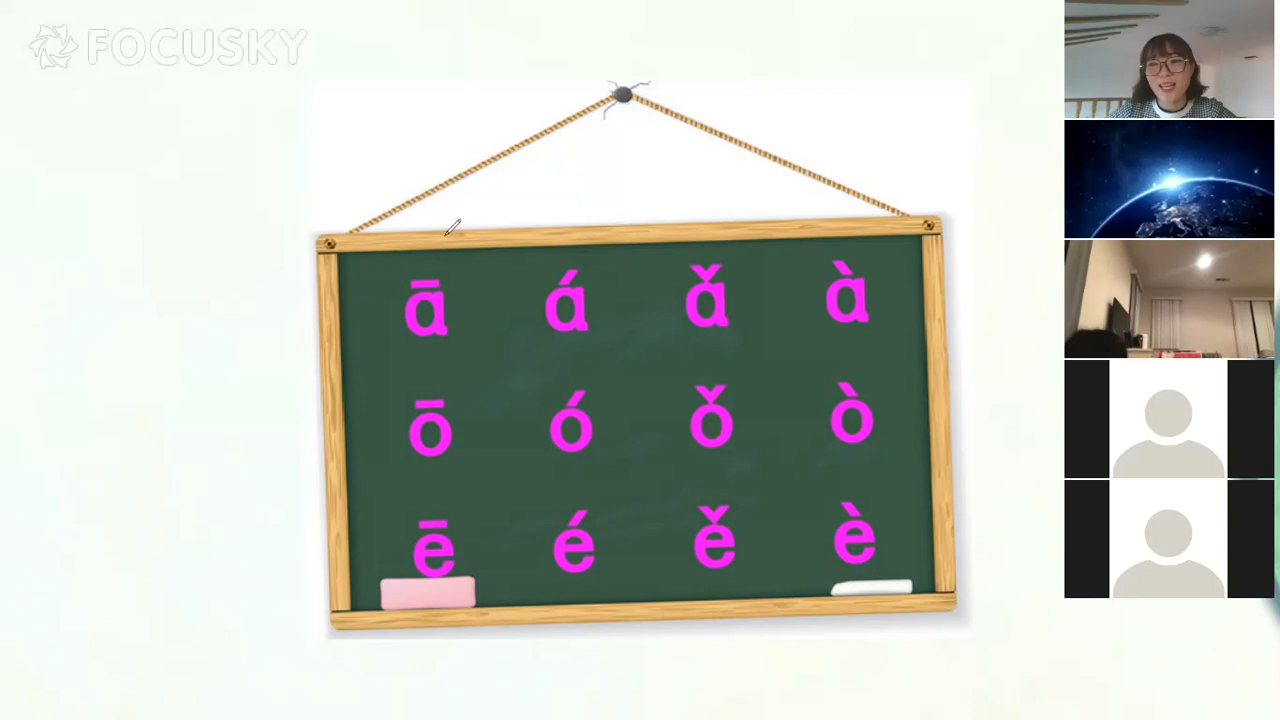 FOCUSKY
ā á ǎ à
ō ó ǒ ò
ē é ě è